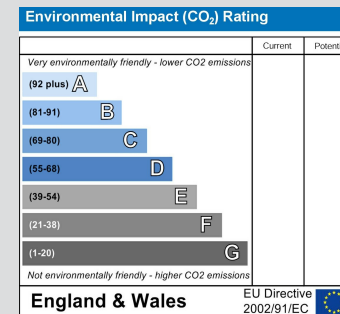 Environmental Impact (CO₂) Rating
Current Potenti
Very environmentally friendly - lower CO2 emissions
(92 plus) A
(81-91) B
(69-80) C
(55-68) D
(39-54) E
(21-38) F
(1-20) G
Not environmentally friendly - higher CO2 emissions
England & Wales
EU Directive
2002/91/EC